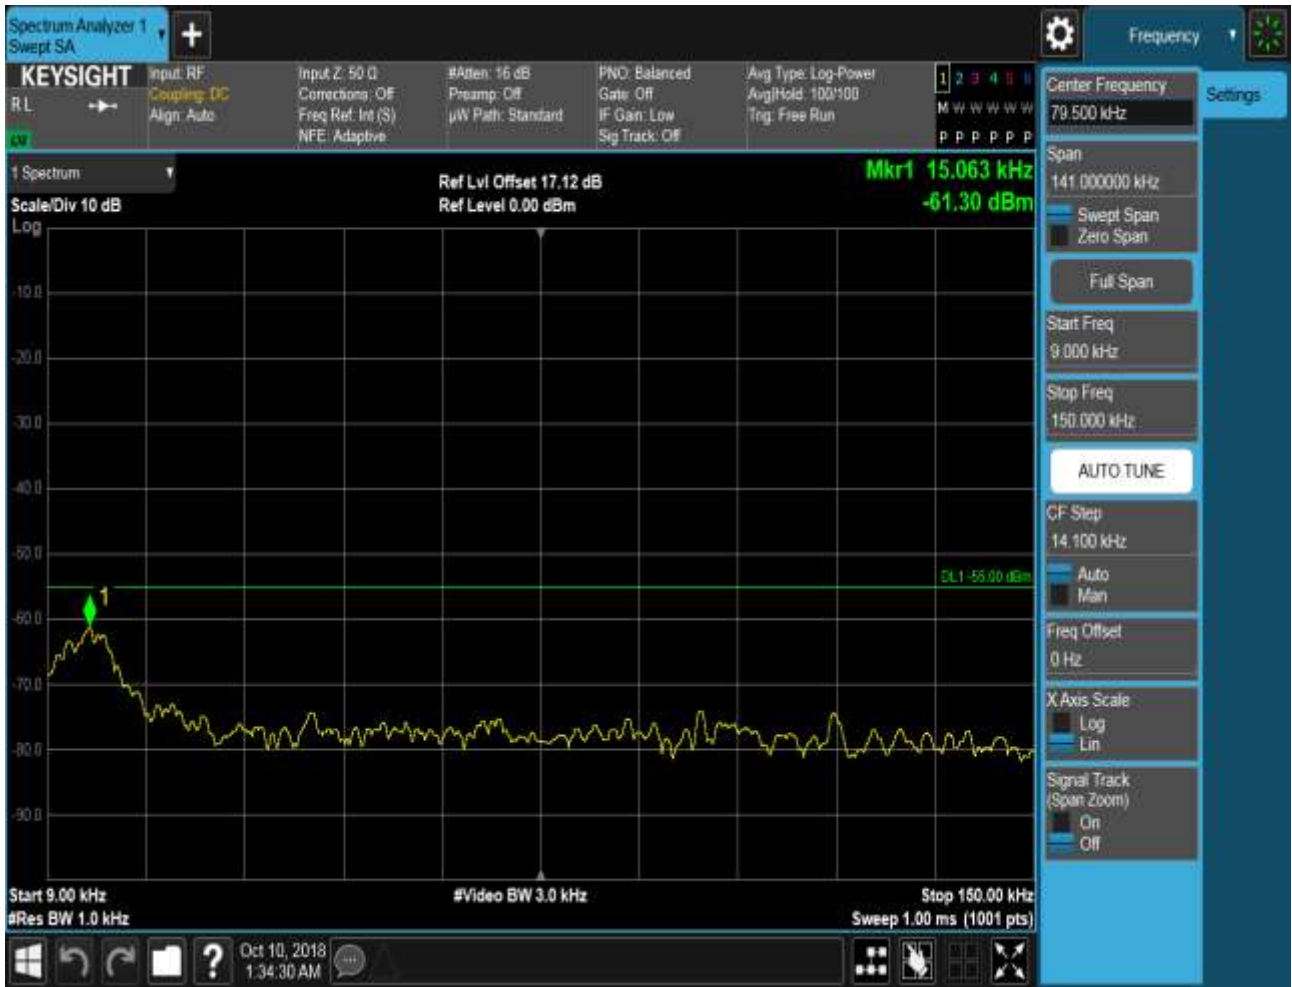 Spectrum Analyzer 1
Swept SA
+
Frequency
KEYSIGHT
RL
LXI
Input: RF
Coupling: DC
Align: Auto
Input Z: 50 Ω
Corrections: Off
Freq Ref: Int (S)
NFE: Adaptive
#Atten: 16 dB
Preamp: Off
µW Path: Standard
PNO: Balanced
Gate: Off
IF Gain: Low
Sig Track: Off
Avg Type: Log-Power
Avg|Hold: 100/100
Trig: Free Run
1 2 3 4 5 6
M W W W W W
P P P P P P
1 Spectrum
Scale/Div 10 dB
Log
Ref Lvl Offset 17.12 dB
Ref Level 0.00 dBm
Mkr1 15.063 kHz
-61.30 dBm
-10.0
-20.0
-30.0
-40.0
-50.0
-60.0
-70.0
-80.0
-90.0
DL1 -55.00 dBm
1
Start 9.00 kHz
#Res BW 1.0 kHz
#Video BW 3.0 kHz
Stop 150.00 kHz
Sweep 1.00 ms (1001 pts)
Center Frequency
79.500 kHz
Settings
Span
141.000000 kHz
Swept Span
Zero Span
Full Span
Start Freq
9.000 kHz
Stop Freq
150.000 kHz
AUTO TUNE
CF Step
14.100 kHz
Auto
Man
Freq Offset
0 Hz
X Axis Scale
Log
Lin
Signal Track
(Span Zoom)
On
Off
?
Oct 10, 2018
1:34:30 AM